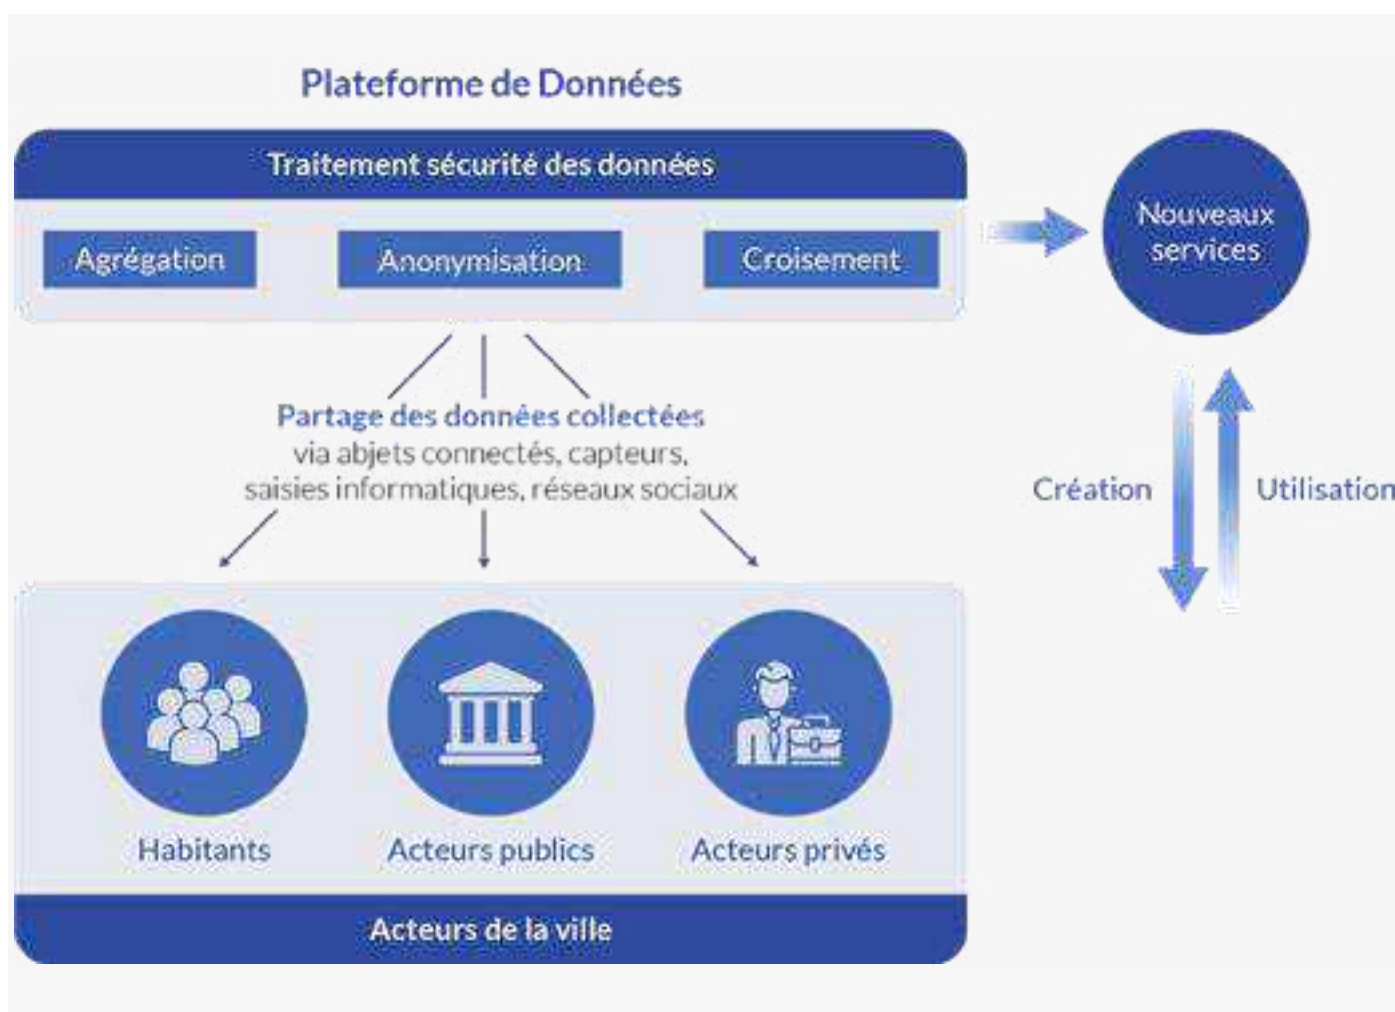 Plateforme de Données
Traitement sécurité des données
Agrégation
Anonymisation
Croisement
Nouveaux
services
Partage des données collectées
via abjets connectés, capteurs,
saisies informatiques, réseaux sociaux
Création
Utilisation
Habitants
Acteurs publics
Acteurs privés
Acteurs de la ville